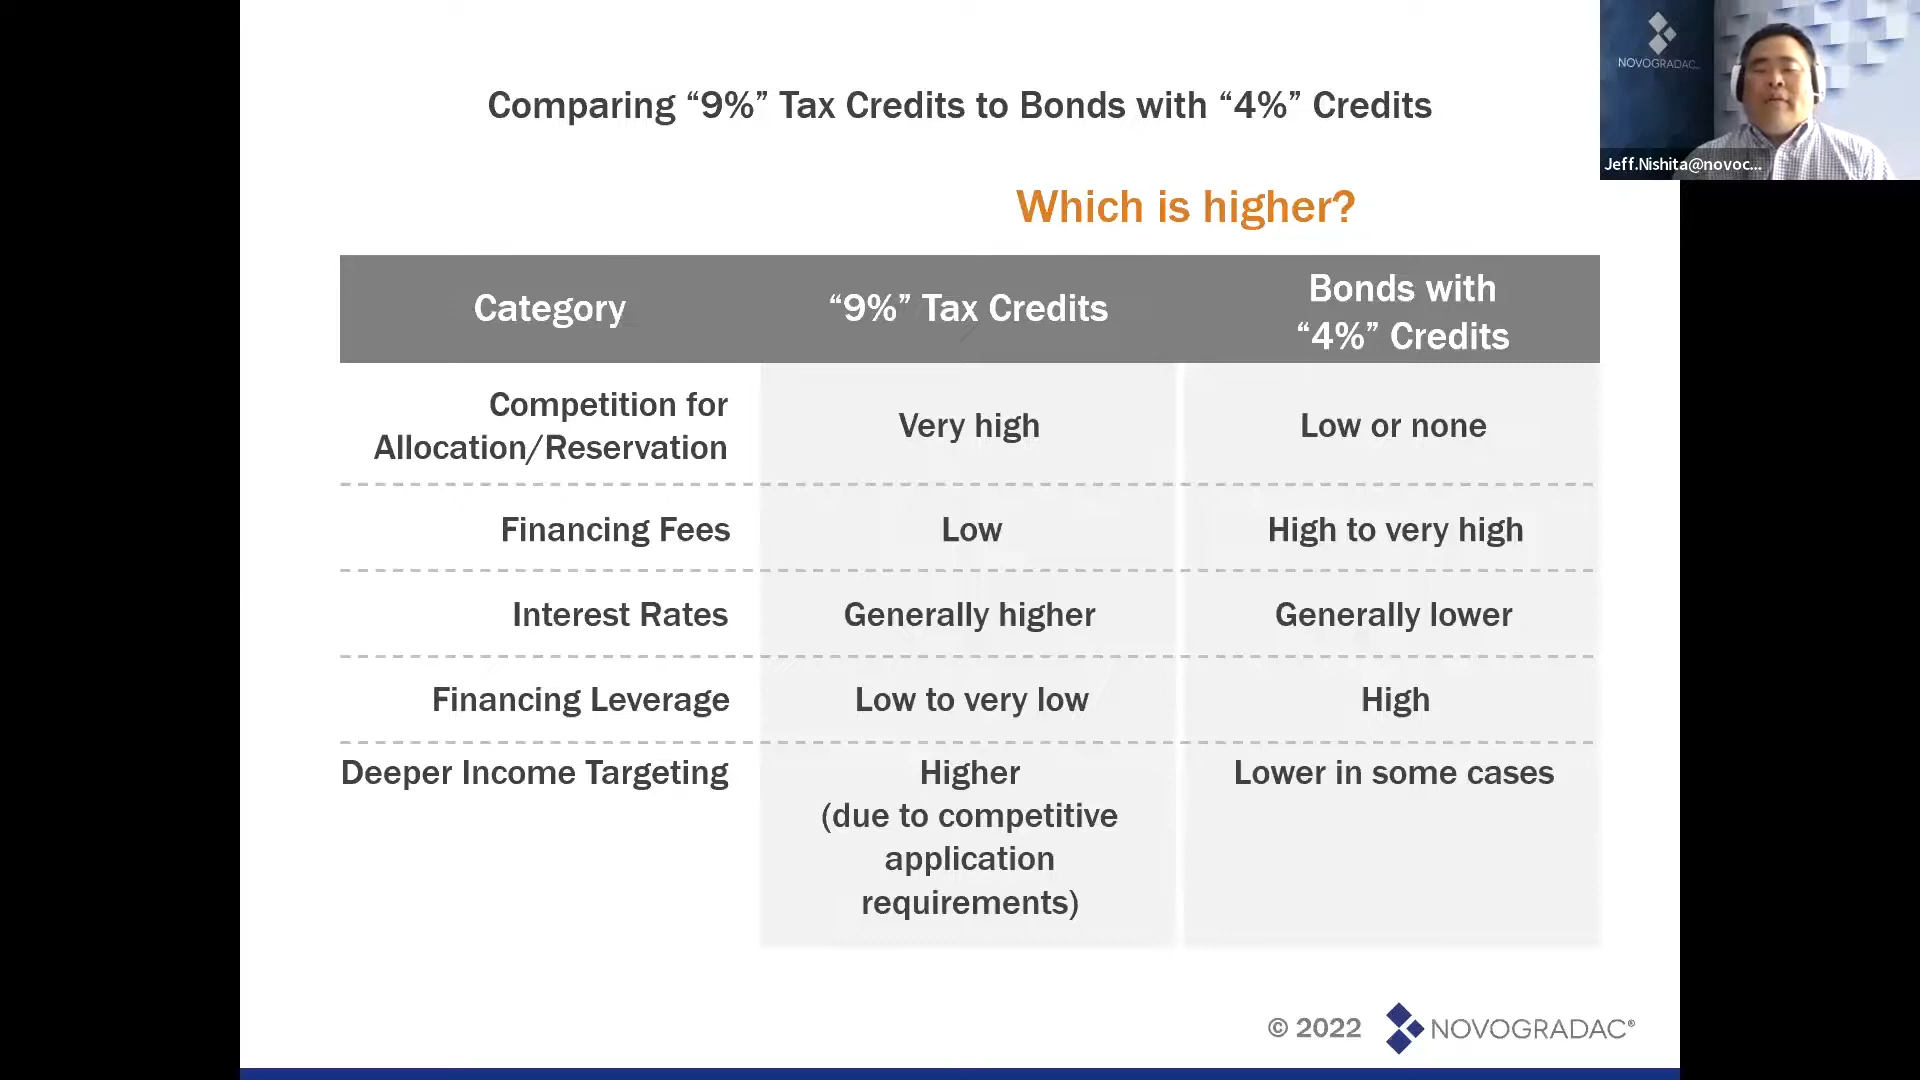 NOVOGRADAC
Jeff.Nishita@novoc...
Comparing “9%” Tax Credits to Bonds with “4%” Credits
Which is higher?
Category
“9%” Tax Credits
Bonds with
“4%” Credits
Competition for
Allocation/Reservation
Very high
Low or none
Financing Fees
Low
High to very high
Interest Rates
Generally higher
Generally lower
Financing Leverage
Low to very low
High
Deeper Income Targeting
Higher
(due to competitive
application
requirements)
Lower in some cases
© 2022
NOVOGRADAC®